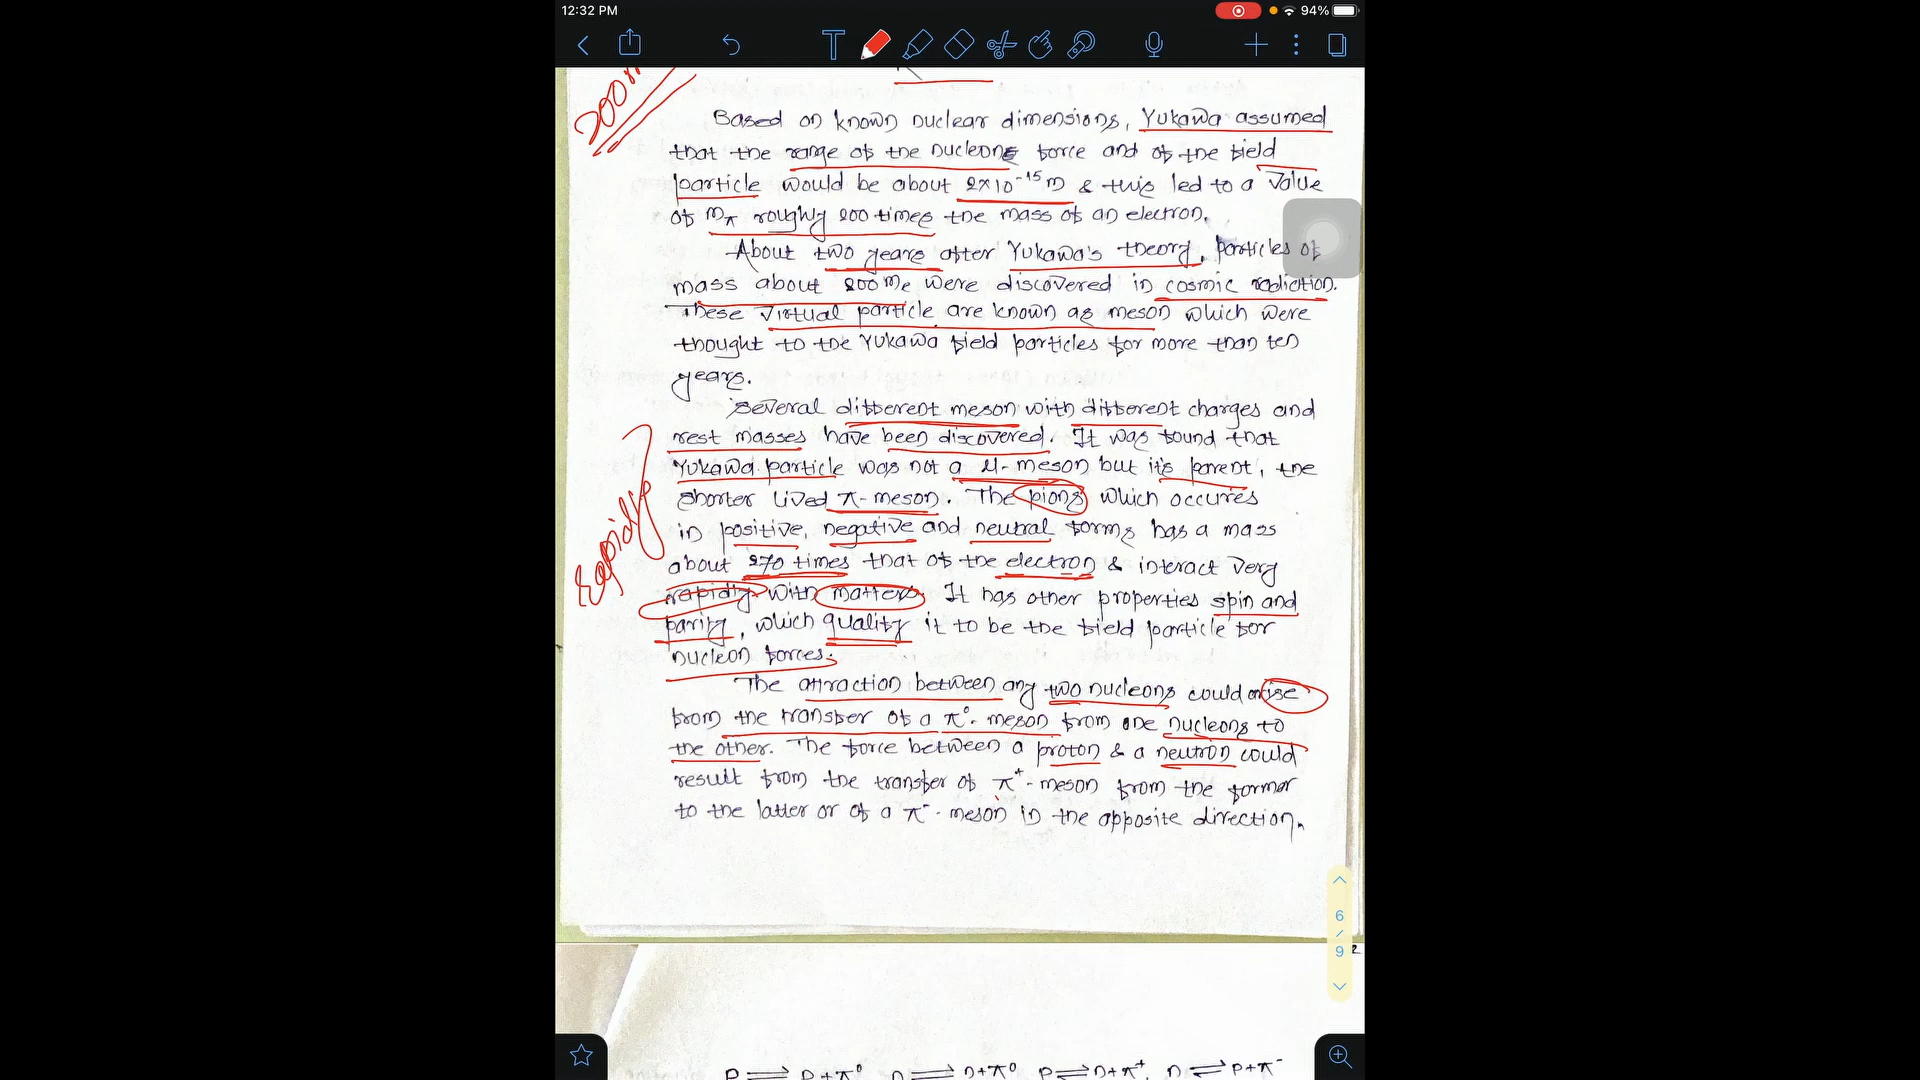 12:32 PM
94%
T
200m
Based on known nuclear dimensions, Yukawa assumed
that the range of the nucleons force and of the field
particle would be about 2×10⁻¹⁵m & this led to a value
of mπ roughly 200 times the mass of an electron.
About two years after Yukawa's theory, particles of
mass about 200me were discovered in cosmic radiction.
These virtual particle are known as meson which were
thought to the Yukawa field particles for more than ten
years.
Several different meson with different charges and
rest masses have been discovered. It was found that
Yukawa particle was not a μ-meson but it's parent, the
shorter lived π-meson. The pions which occures
in positive, negative and neutral forms has a mass
about 270 times that of the electron & interact very
rapidly with matters. It has other properties spin and
parity, which quality it to be the field particle for
nucleon forces.
rapidly
The attraction between any two nucleons could arise
from the transfer of a π⁰-meson from one nucleons to
the other. The force between a proton & a neutron could
result from the transfer of π⁺-meson from the former
to the latter or of a π⁻-meson in the opposite direction.
6
/
9
2
P ⇌ P+π⁰ n ⇌ n+π⁰ P ⇌ n+π⁺, n ⇌ P+π⁻